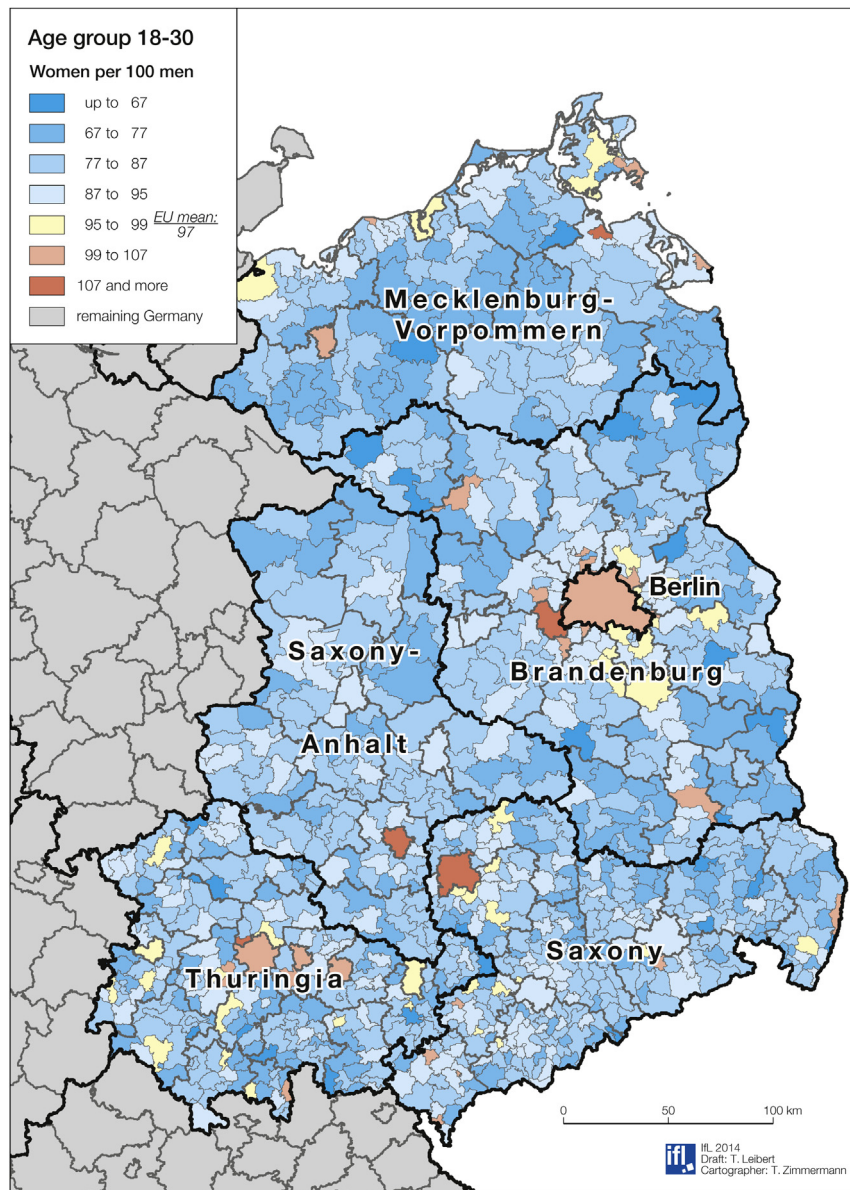 Age group 18-30
Women per 100 men
up to 67
67 to 77
77 to 87
87 to 95
95 to 99 EU mean: 97
99 to 107
107 and more
remaining Germany
Mecklenburg-
Vorpommern
Berlin
Brandenburg
Saxony-
Anhalt
Saxony
Thuringia
0 50 100 km
ifl.
IfL 2014
Draft: T. Leibert
Cartographer: T. Zimmermann